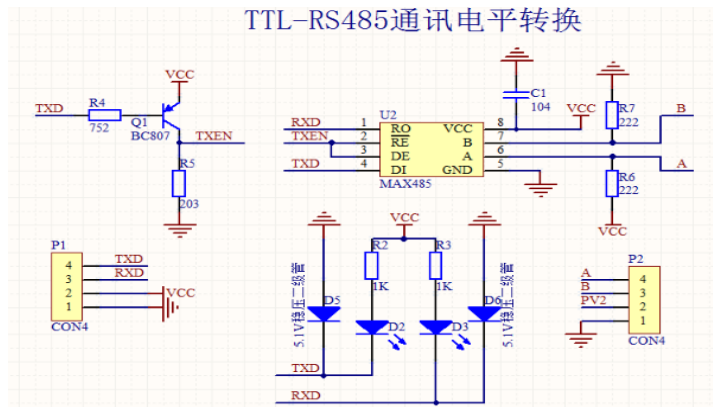 TTL-RS485通讯电平转换
VCC
TXD
R4
752
Q1
BC807
TXEN
R5
203
C1
104
VCC
R7
222
B
U2
RXD 1 RO VCC 8
TXEN 2 RE B 7
3 DE A 6
TXD 4 DI GND 5
MAX485
A
R6
222
VCC
P1
4 TXD
3 RXD
2 VCC
1
CON4
VCC
R2
1K
R3
1K
D5
5.1V稳压二级管
D2
D3
D6
5.1V稳压二级管
TXD
RXD
P2
A 4
B 3
PV2 2
1
CON4